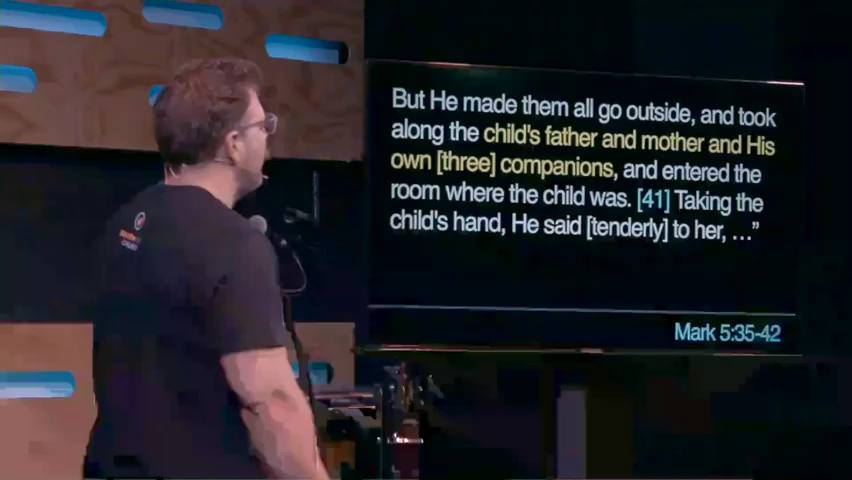 But He made them all go outside, and took
along the child's father and mother and His
own [three] companions, and entered the
room where the child was. [41] Taking the
child's hand, He said [tenderly] to her, …”
Mark 5:35-42